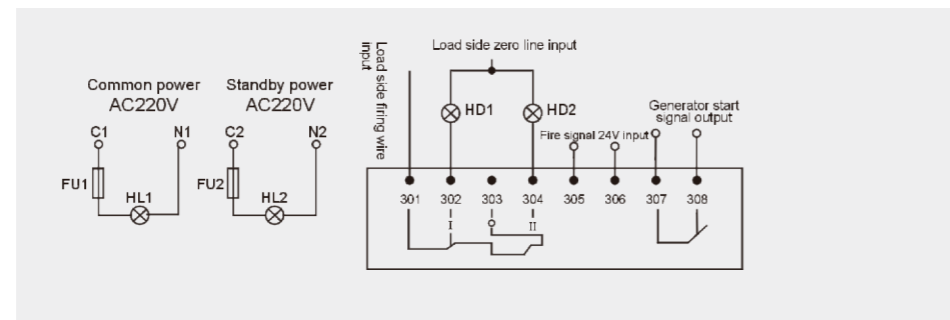 Load side zero line input
Load side firing wire
input
Common power
AC220V
Standby power
AC220V
C1
N1
C2
N2
FU1
HL1
FU2
HL2
HD1
HD2
Generator start
signal output
Fire signal 24V input
301 302 303 304 305 306 307 308
I
O
II